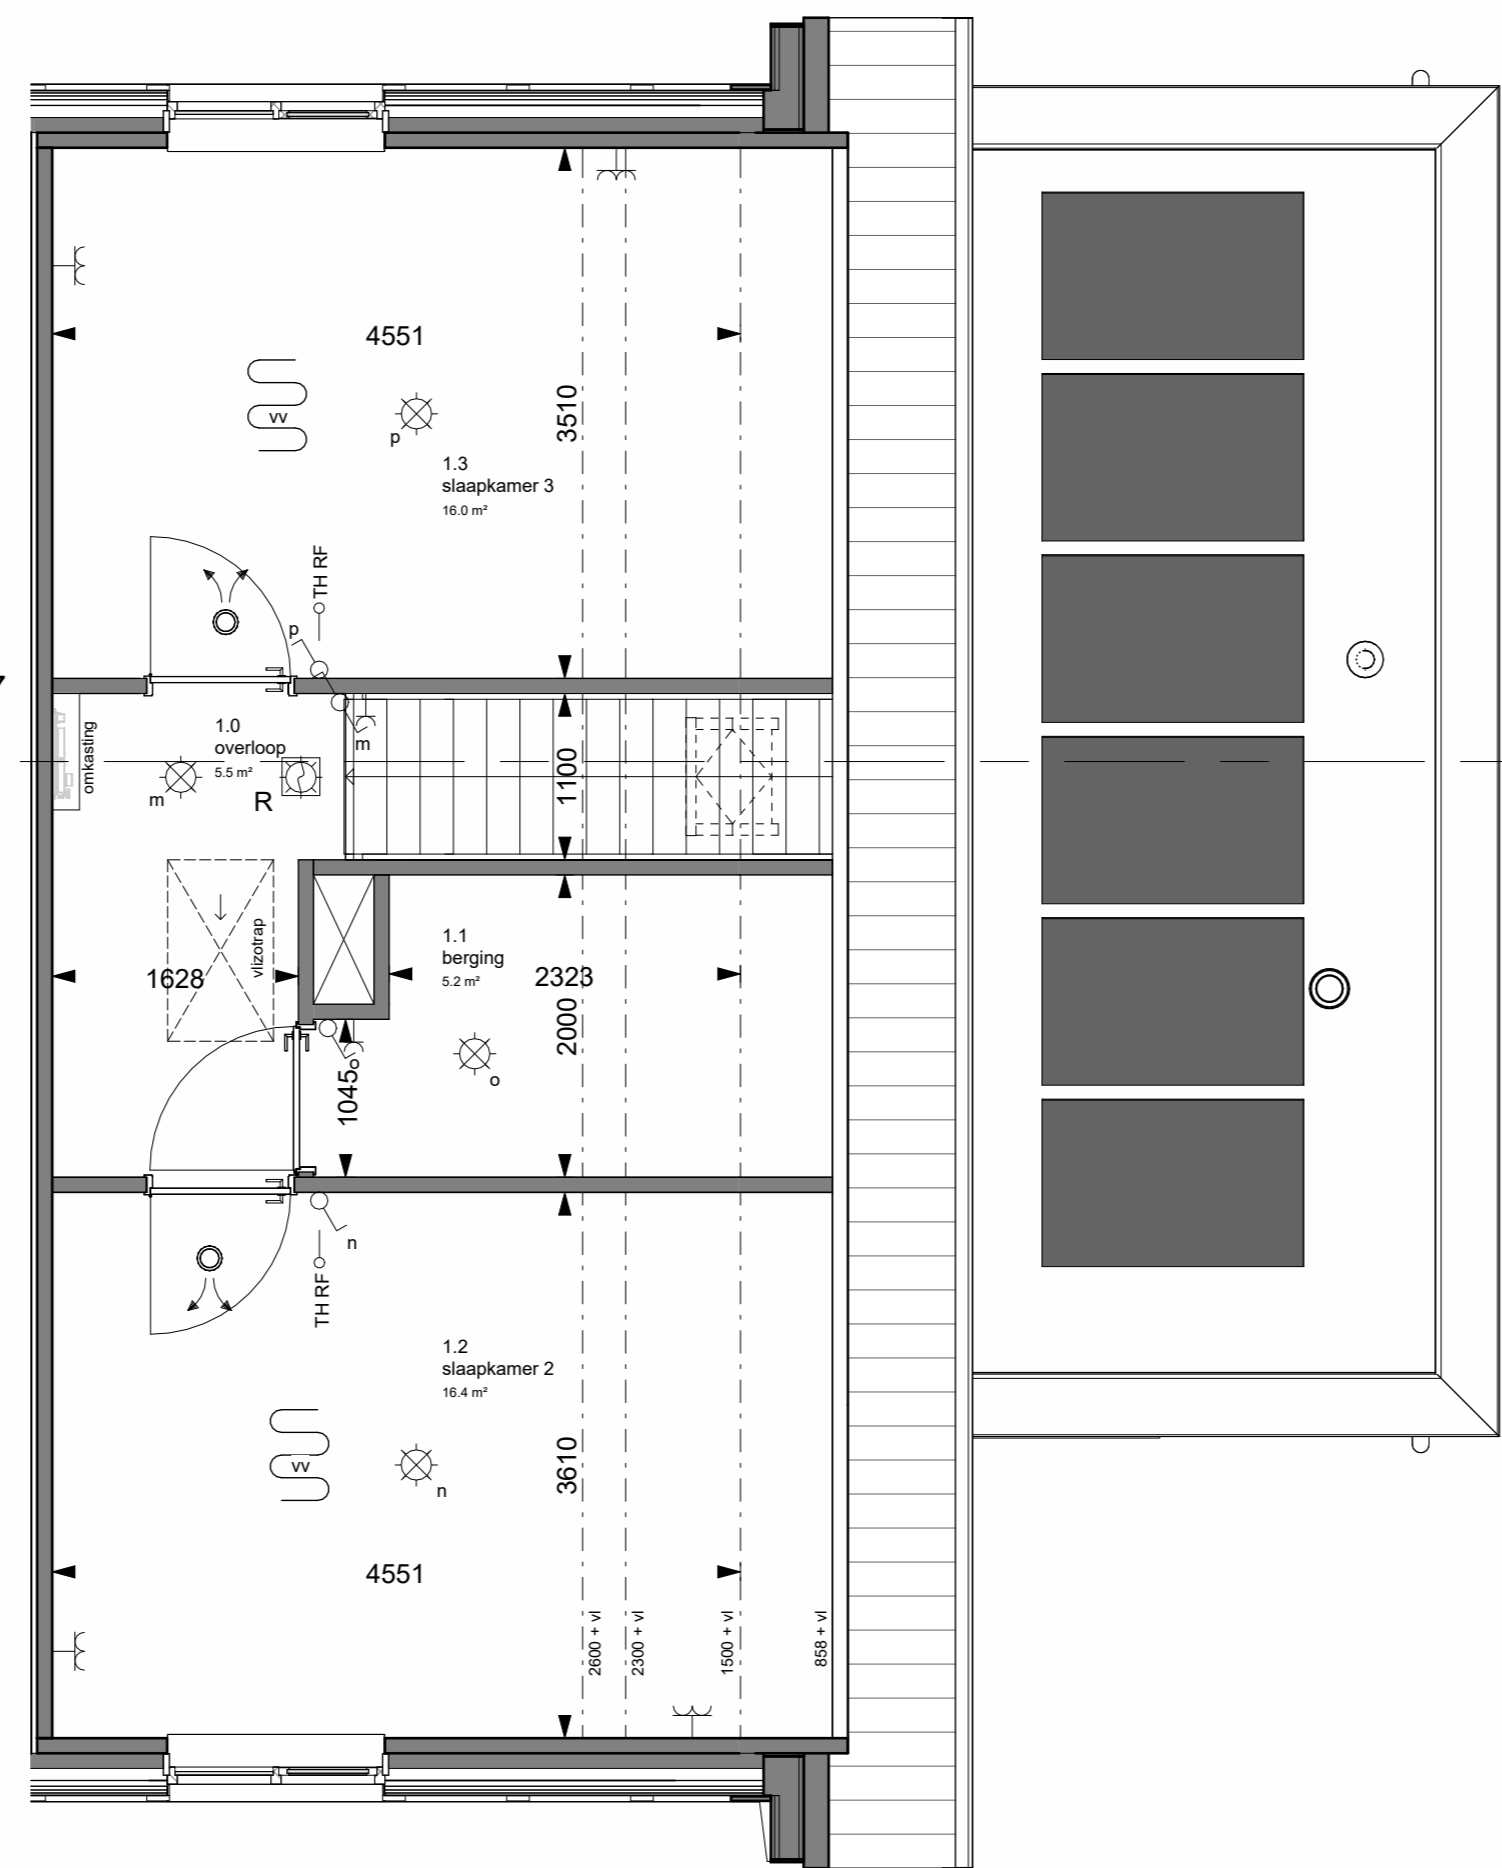 4551
3510
vv
p
1.3
slaapkamer 3
16.0 m²
TH RF
p
1.0
overloop
5.5 m²
omkasting
m
m
R
1100
vlizotrap
1628
1.1
berging
5.2 m²
2323
2000
o
1045
o
n
TH RF
1.2
slaapkamer 2
16.4 m²
vv
n
3610
4551
2600 + vl
2300 + vl
1500 + vl
858 + vl